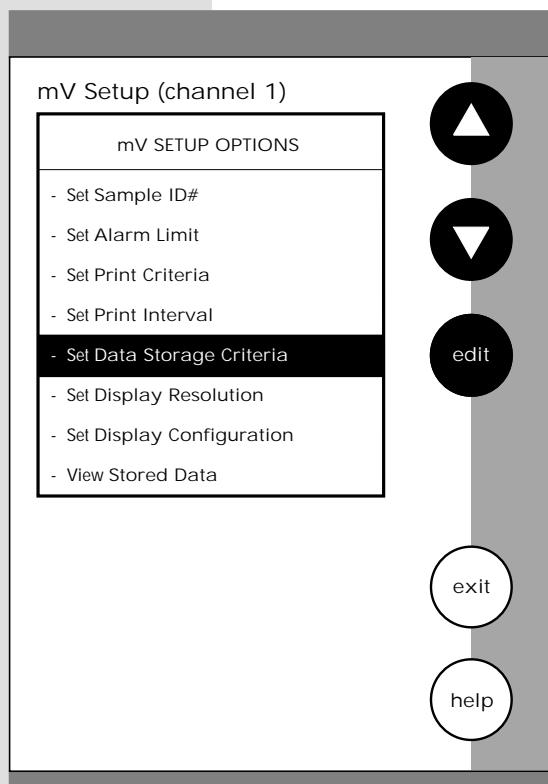 mV Setup (channel 1)
mV SETUP OPTIONS
- Set Sample ID#
- Set Alarm Limit
- Set Print Criteria
- Set Print Interval
- Set Data Storage Criteria
- Set Display Resolution
- Set Display Configuration
- View Stored Data
edit
exit
help